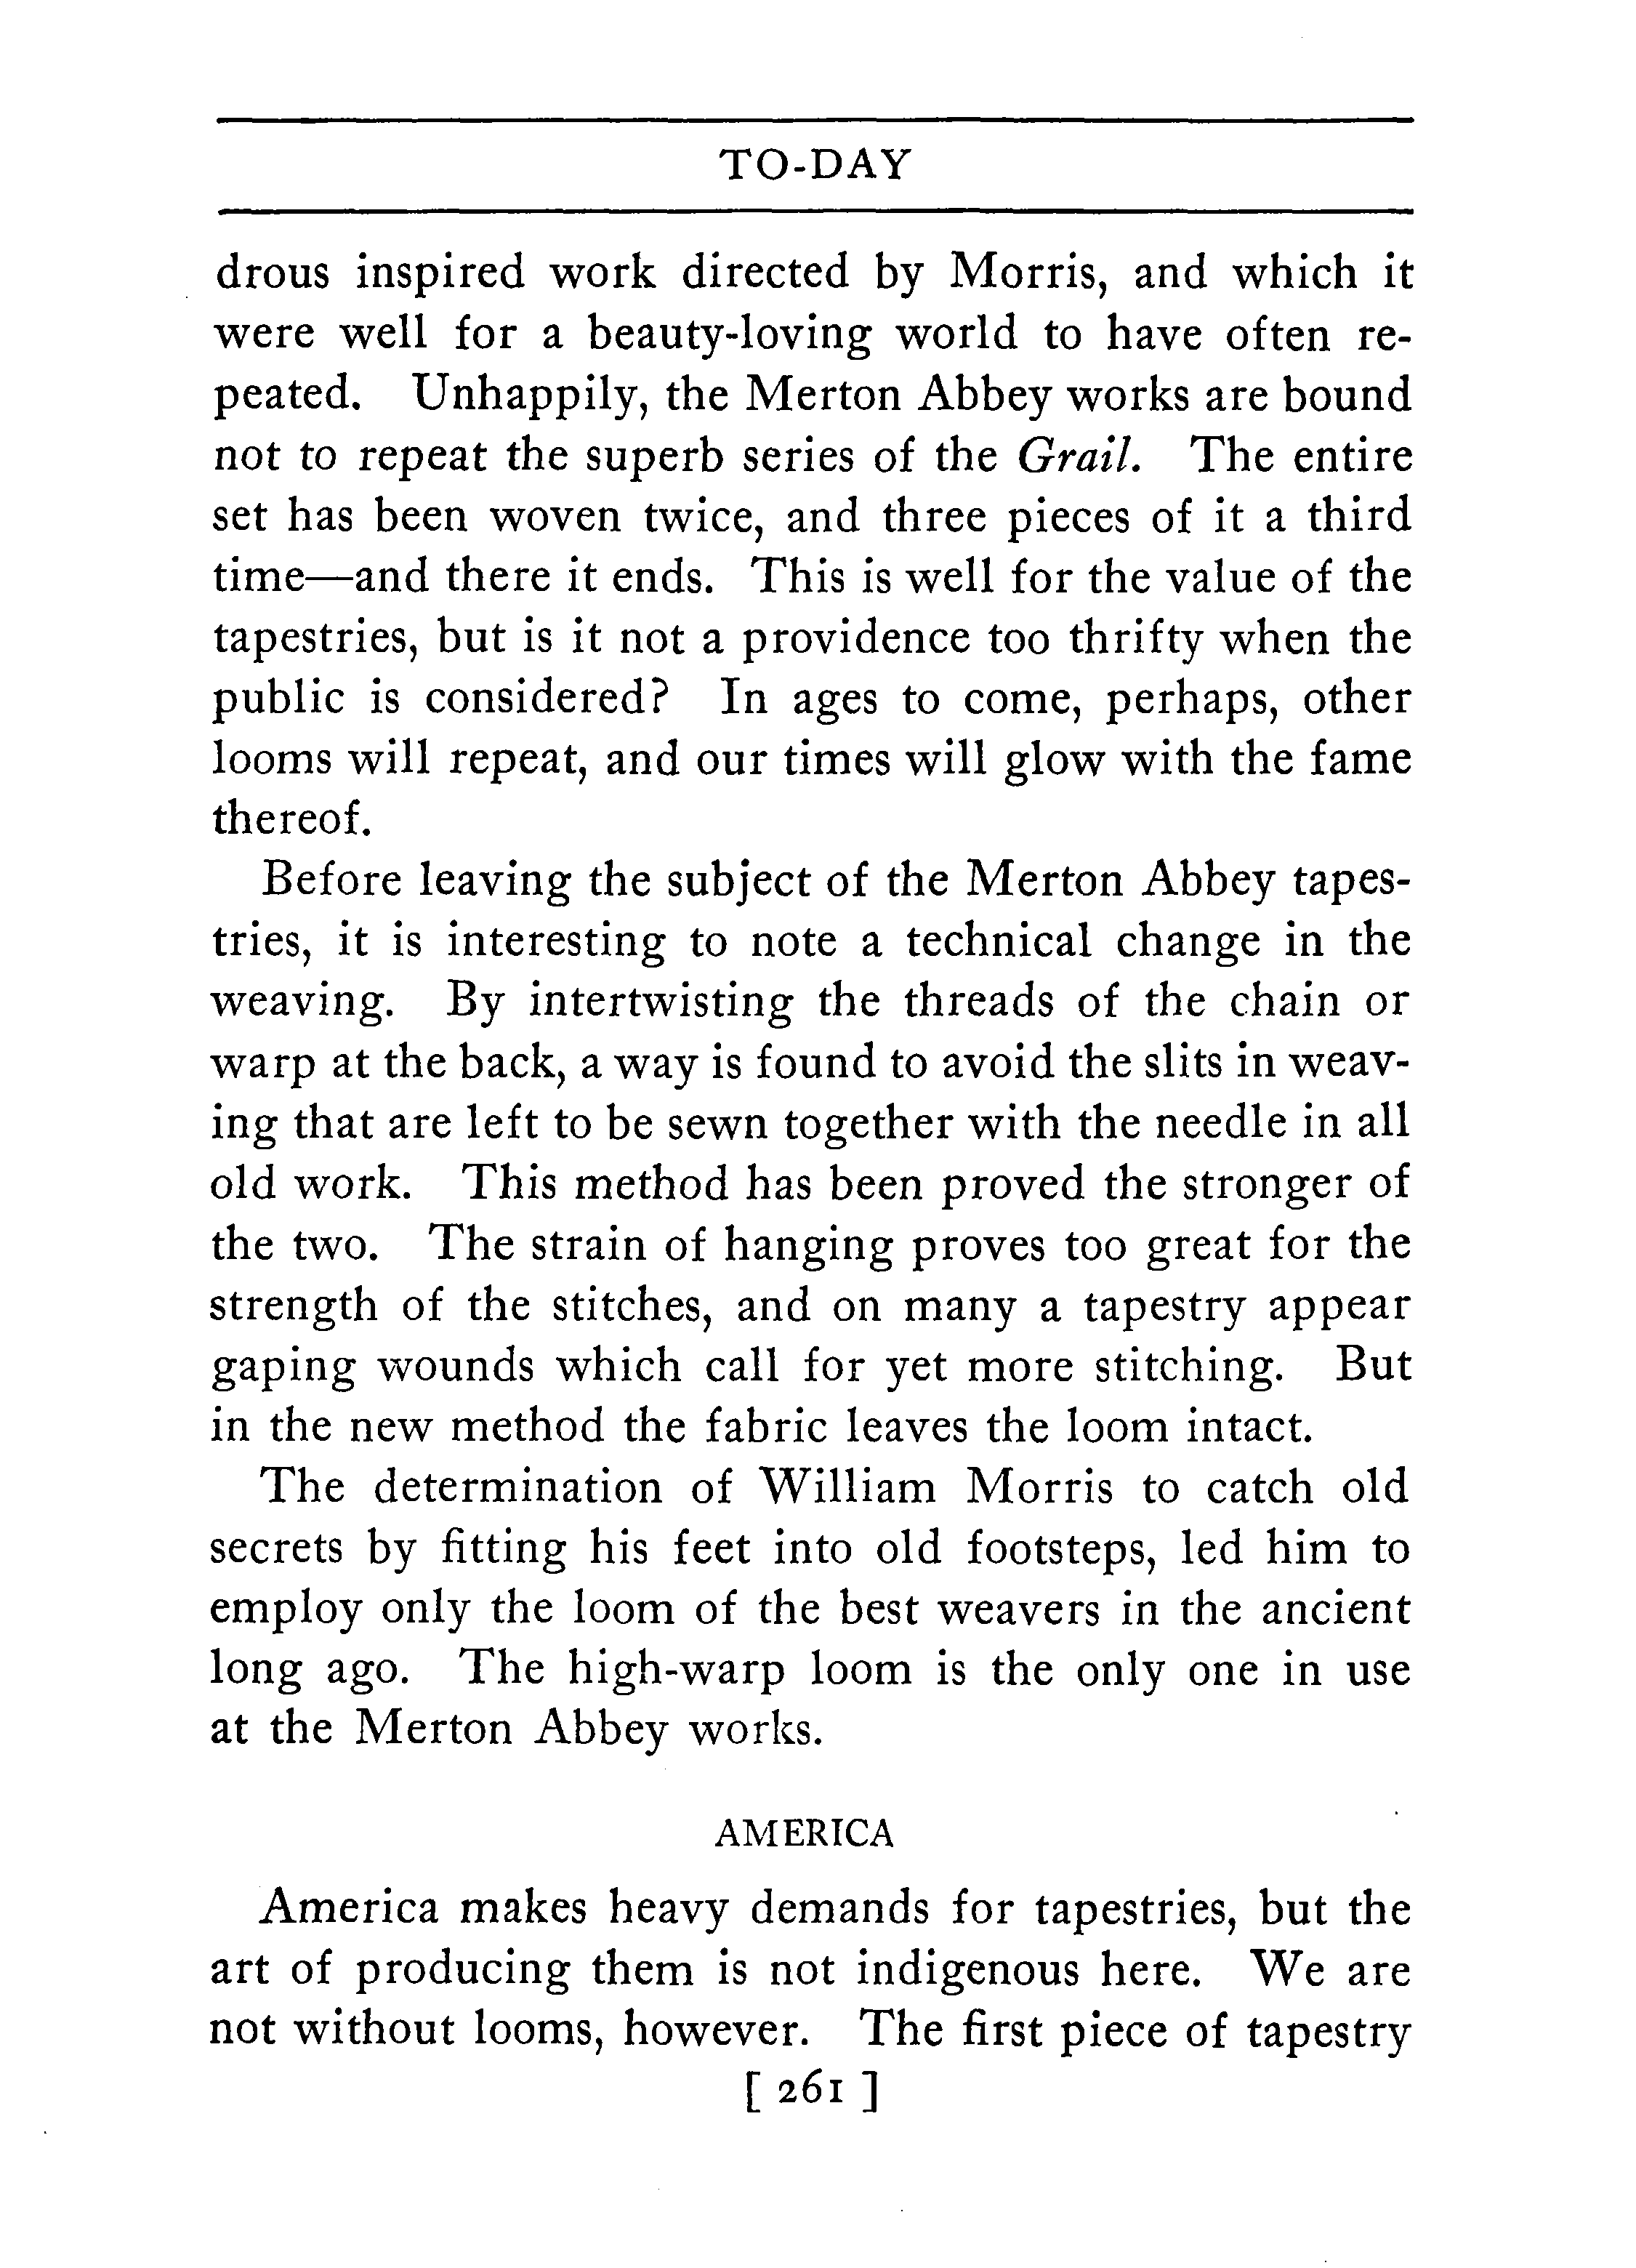 TO-DAY
drous inspired work directed by Morris, and which it
were well for a beauty-loving world to have often re-
peated. Unhappily, the Merton Abbey works are bound
not to repeat the superb series of the Grail. The entire
set has been woven twice, and three pieces of it a third
time—and there it ends. This is well for the value of the
tapestries, but is it not a providence too thrifty when the
public is considered? In ages to come, perhaps, other
looms will repeat, and our times will glow with the fame
thereof.
Before leaving the subject of the Merton Abbey tapes-
tries, it is interesting to note a technical change in the
weaving. By intertwisting the threads of the chain or
warp at the back, a way is found to avoid the slits in weav-
ing that are left to be sewn together with the needle in all
old work. This method has been proved the stronger of
the two. The strain of hanging proves too great for the
strength of the stitches, and on many a tapestry appear
gaping wounds which call for yet more stitching. But
in the new method the fabric leaves the loom intact.
The determination of William Morris to catch old
secrets by fitting his feet into old footsteps, led him to
employ only the loom of the best weavers in the ancient
long ago. The high-warp loom is the only one in use
at the Merton Abbey works.
AMERICA
America makes heavy demands for tapestries, but the
art of producing them is not indigenous here. We are
not without looms, however. The first piece of tapestry
[ 261 ]